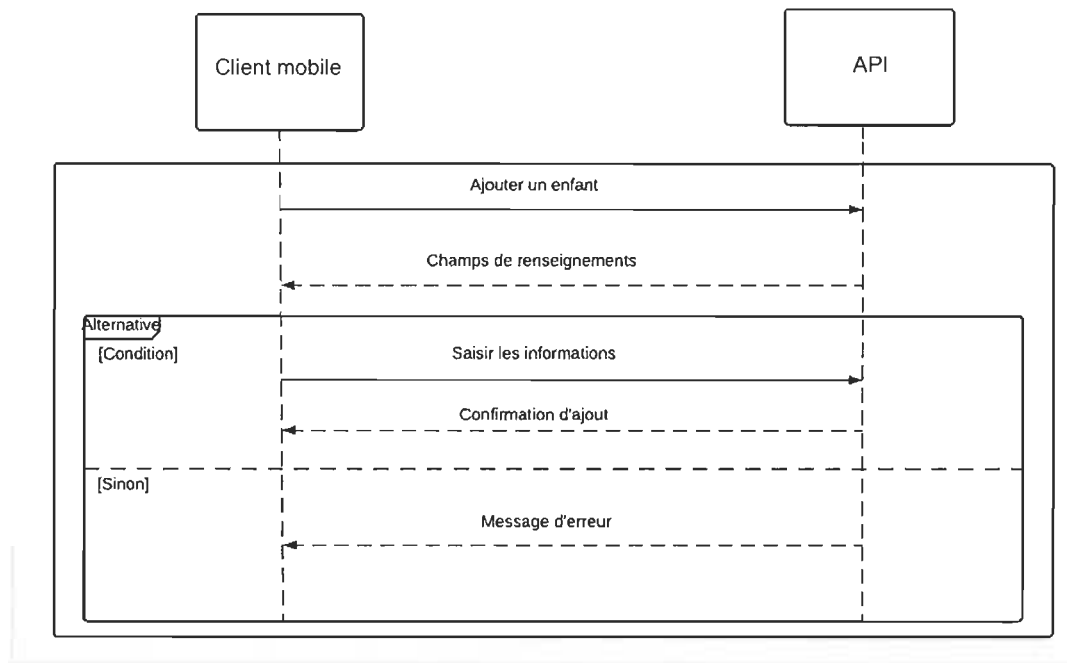 Client mobile
API
Ajouter un enfant
Champs de renseignements
Alternative
[Condition]
Saisir les informations
Confirmation d'ajout
[Sinon]
Message d'erreur